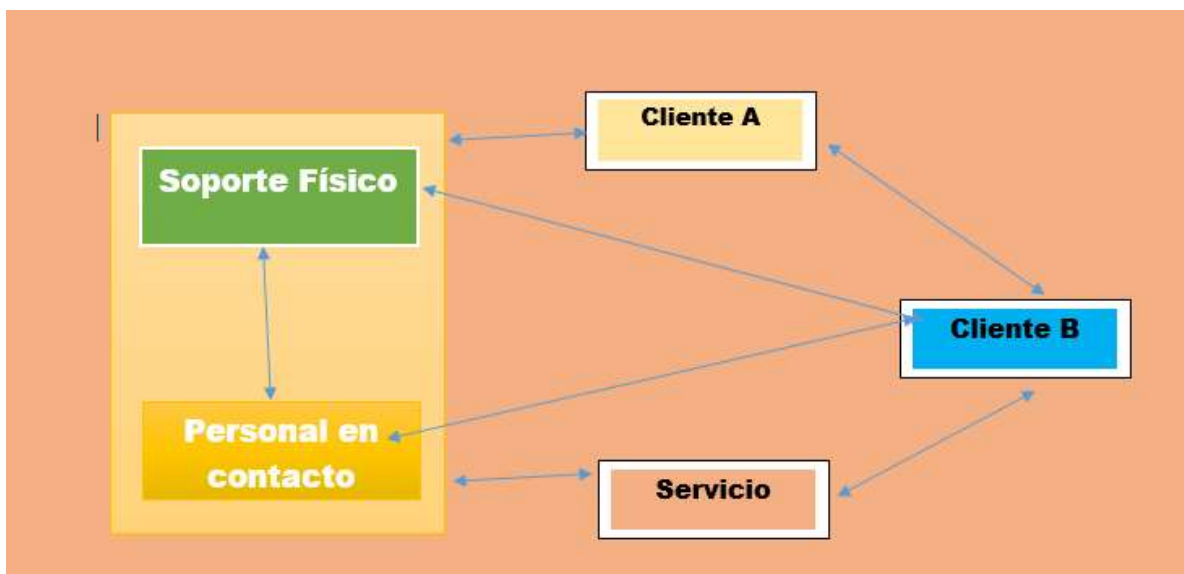 Cliente A
Soporte Físico
Cliente B
Personal en
contacto
Servicio